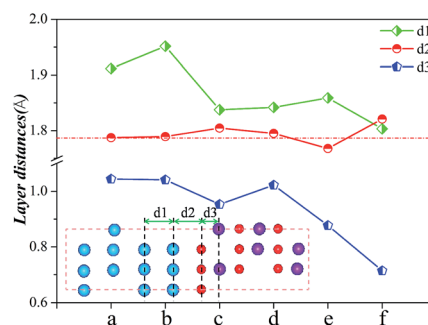 2.0
1.9
1.8
1.0
0.8
0.6
Layer distances(Å)
d1
d2
d3
d1
d2
d3
a
b
c
d
e
f